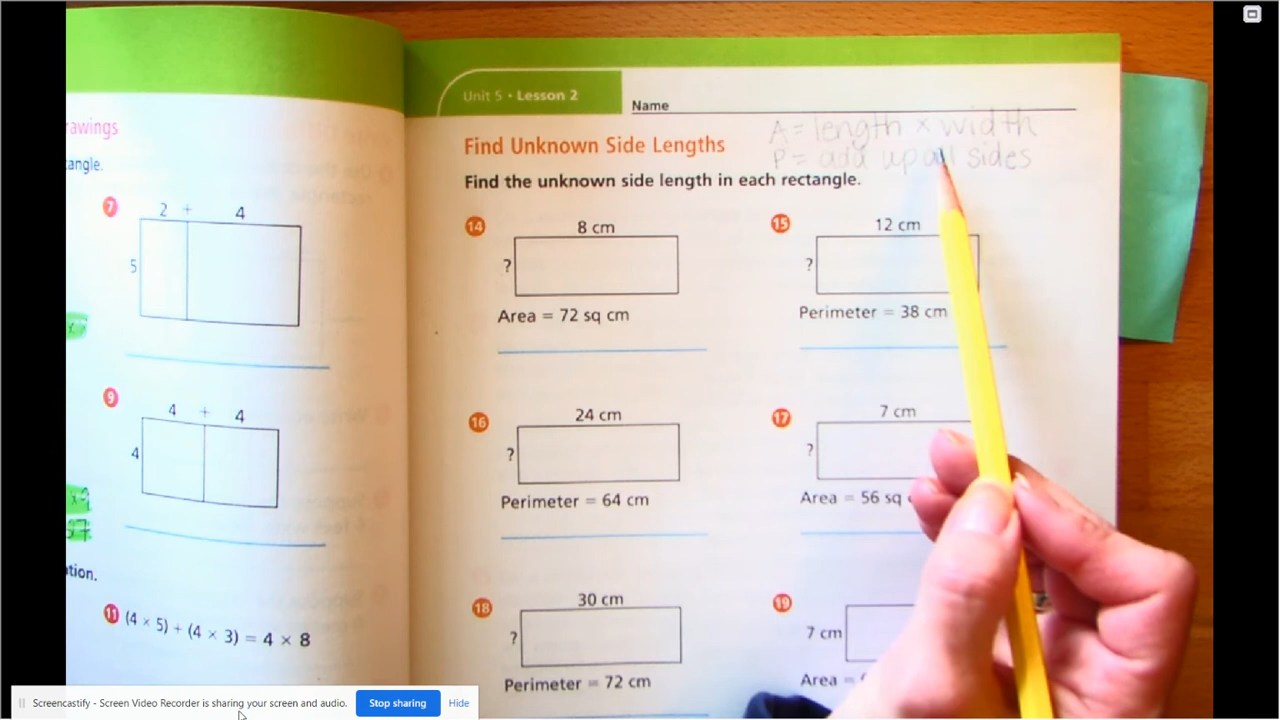 rawings
tangle.
7
2 + 4
5
9
4 + 4
4
x9
37
ation.
11 (4 × 5) + (4 × 3) = 4 × 8
Unit 5 • Lesson 2
Name
A = length x width
P = add up all sides
Find Unknown Side Lengths
Find the unknown side length in each rectangle.
14
8 cm
?
Area = 72 sq cm
15
12 cm
?
Perimeter = 38 cm
16
24 cm
?
Perimeter = 64 cm
17
7 cm
?
Area = 56 sq
18
30 cm
?
Perimeter = 72 cm
19
7 cm
Area =
Screencastify - Screen Video Recorder is sharing your screen and audio.
Stop sharing
Hide